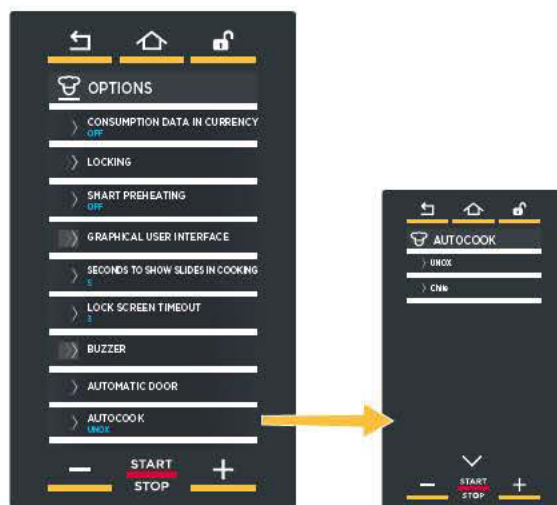 OPTIONS
CONSUMPTION DATA IN CURRENCY
OFF
LOCKING
SMART PREHEATING
OFF
GRAPHICAL USER INTERFACE
SECONDS TO SHOW SLIDES IN COOKING
5
LOCK SCREEN TIMEOUT
3
BUZZER
AUTOMATIC DOOR
AUTOCOOK
UNOX
START
STOP
AUTOCOOK
UNOX
Chile
START
STOP